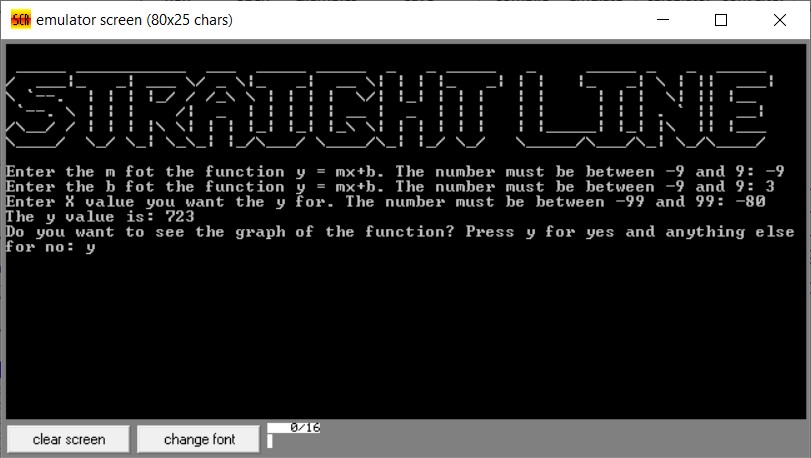 SCR emulator screen (80x25 chars)
STRAIGHT LINE
Enter the m fot the function y = mx+b. The number must be between -9 and 9: -9
Enter the b fot the function y = mx+b. The number must be between -9 and 9: 3
Enter X value you want the y for. The number must be between -99 and 99: -80
The y value is: 723
Do you want to see the graph of the function? Press y for yes and anything else
for no: y
clear screen change font 0/16